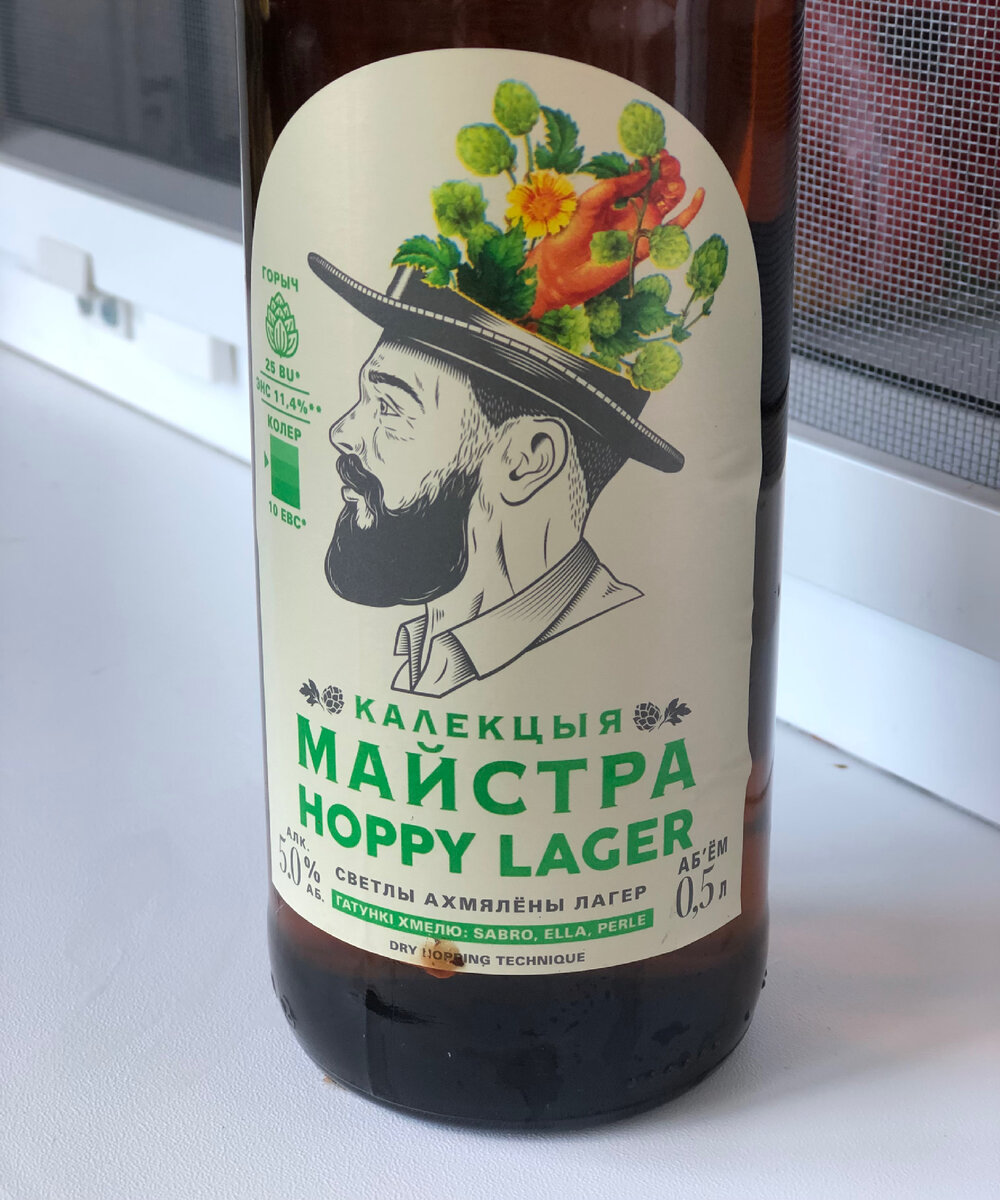 ГОРЫЧ
25 BU*
ЭНС 11,4%**
КОЛЕР
10 EBC*
КАЛЕКЦЫЯ
МАЙСТРА
HOPPY LAGER
АЛК.
5,0%
АБ.
СВЕТЛЫ АХМЯЛЁНЫ ЛАГЕР
АБ'ЁМ
0,5 л
ГАТУНКІ ХМЕЛЮ: SABRO, ELLA, PERLE
DRY HOPPING TECHNIQUE